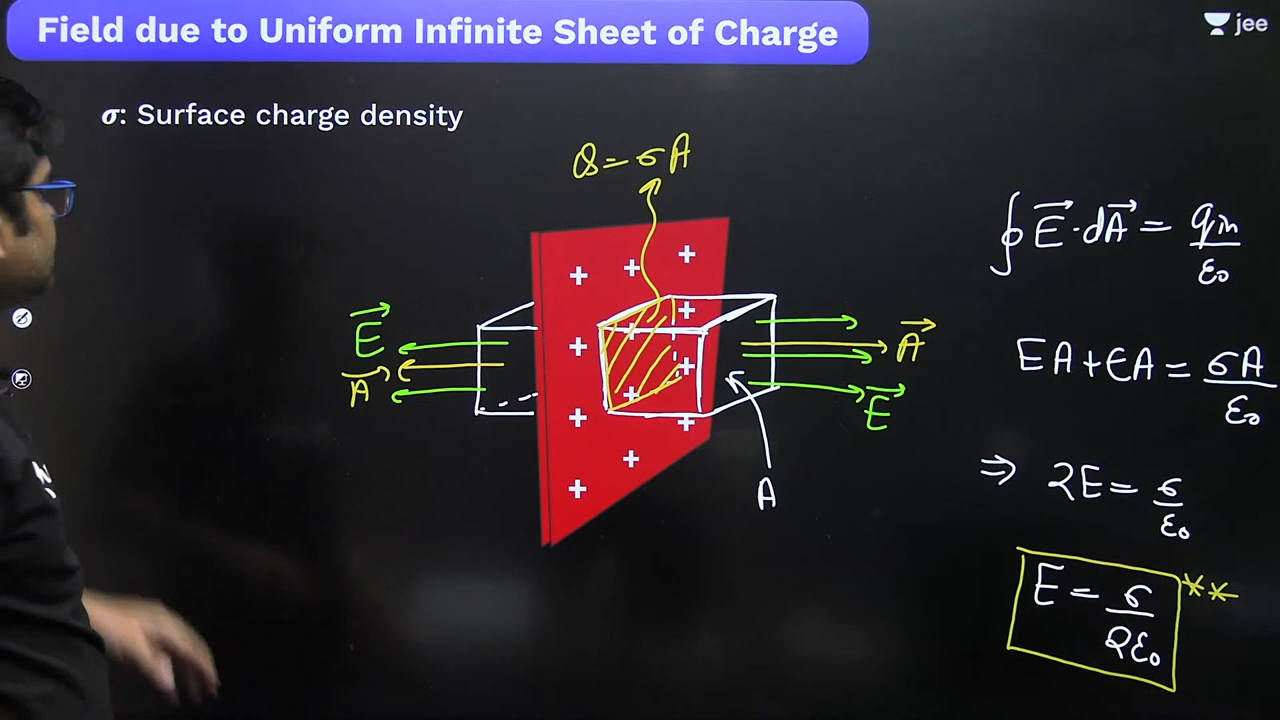 Field due to Uniform Infinite Sheet of Charge
jee
σ: Surface charge density
Q = σA
+ + +
+ + +
+ + +
+ + +
+ +
E⃗
A⃗
A⃗
E⃗
A
∮ E⃗·dA⃗ = qin/ε₀
EA + EA = σA/ε₀
⇒ 2E = σ/ε₀
E = σ/2ε₀ **